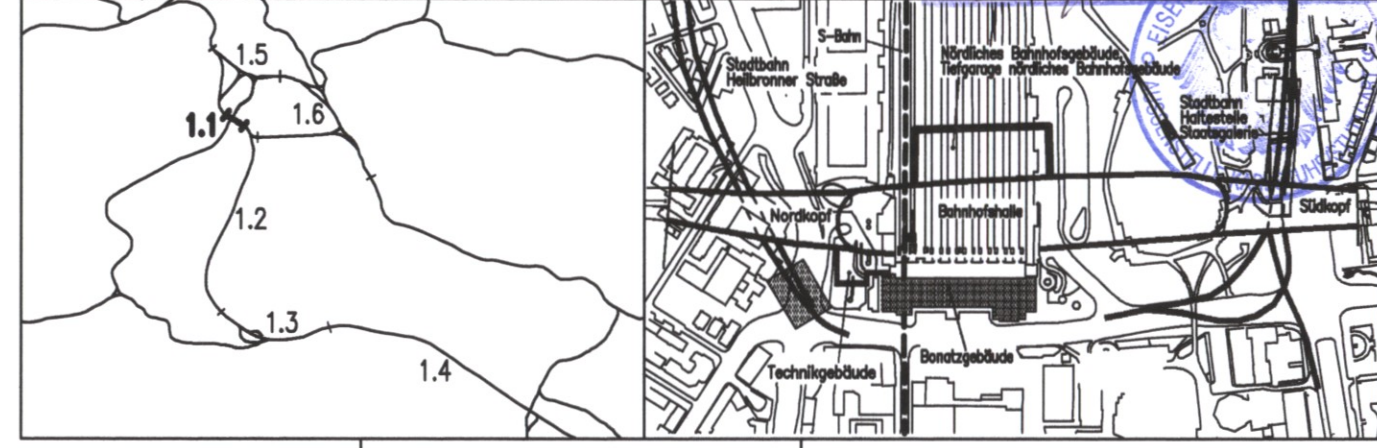 1.5
1.6
1.1
1.2
1.3
1.4
S-Bahn
Stadtbahn
Heilbronner Straße
Nördliches Bahnhofsgebäude,
Tiefgarage nördliches Bahnhofsgebäude
Stadtbahn
Haltestelle
Staatsgalerie
Nordkopf
Bahnhofshalle
Südkopf
Technikgebäude
Bonatzgebäude